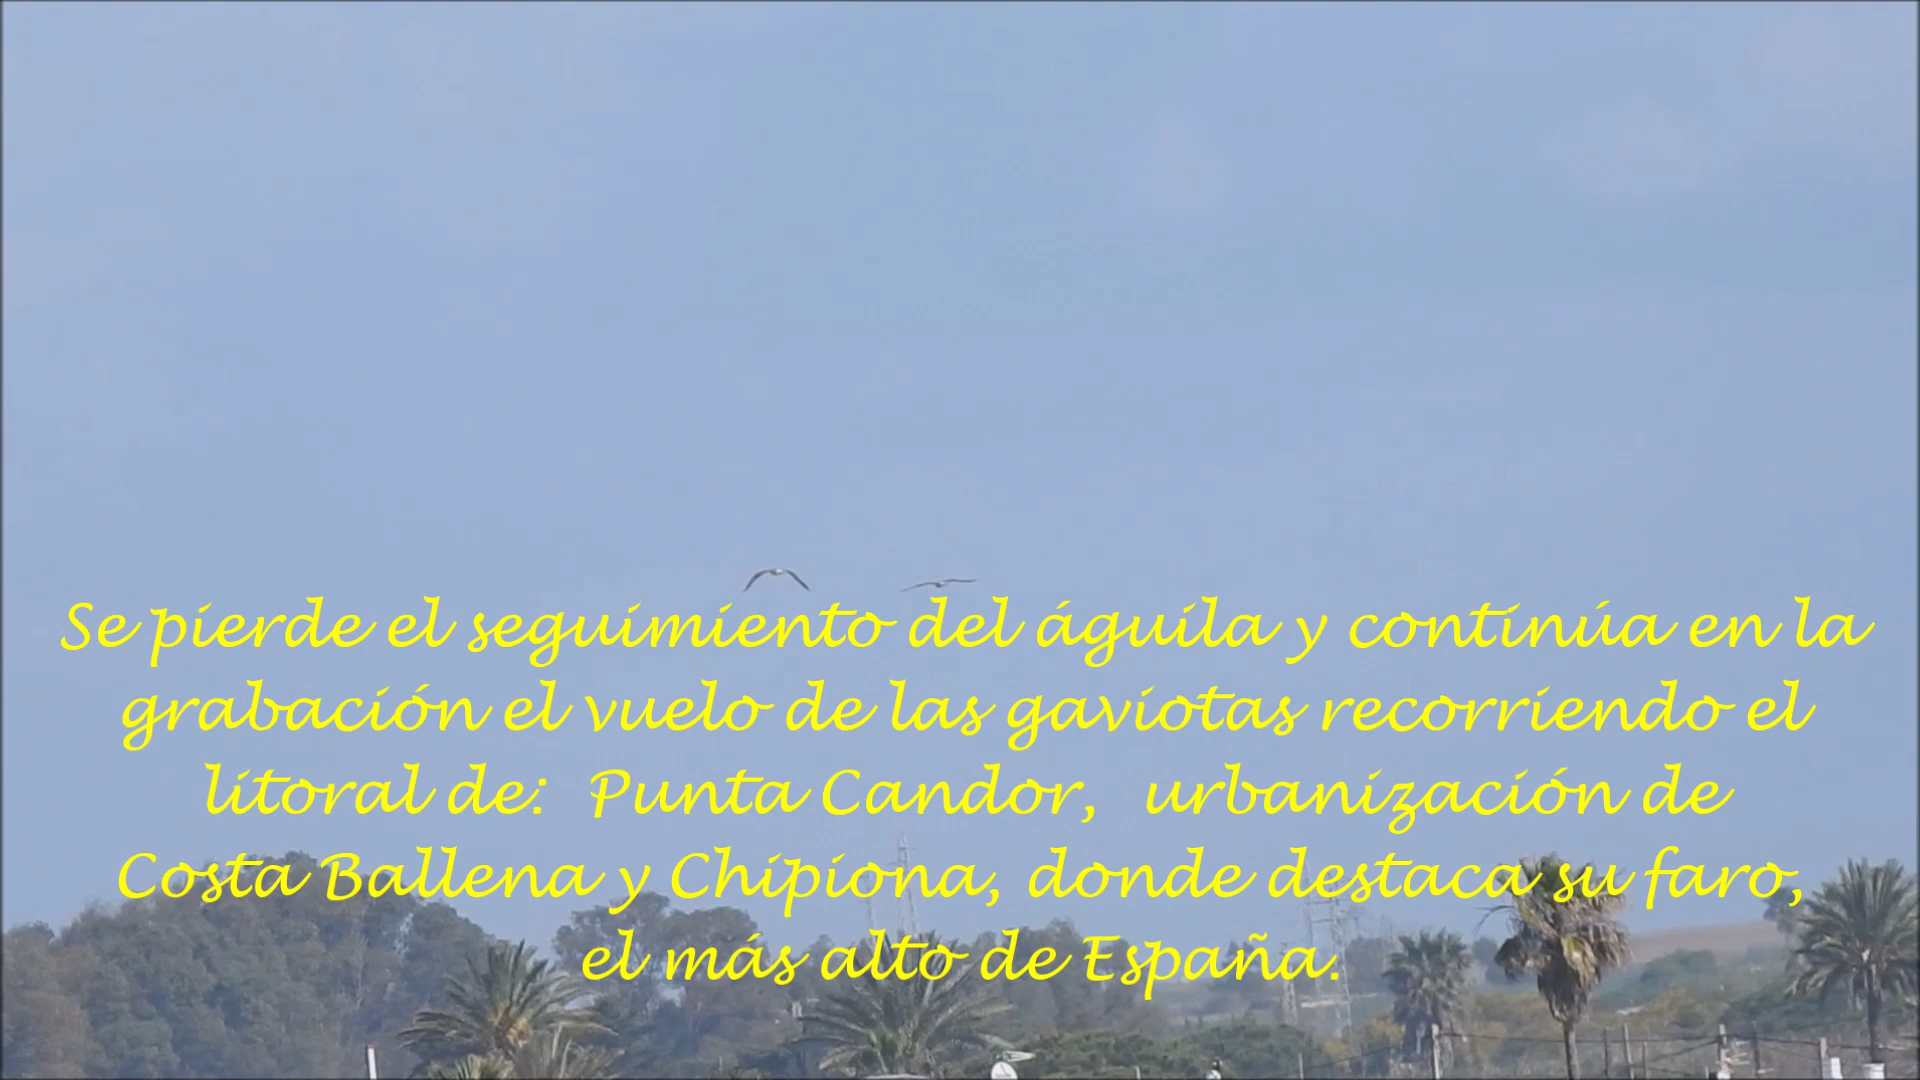 Se pierde el seguimiento del águila y continúa en la
grabación el vuelo de las gaviotas recorriendo el
litoral de: Punta Candor, urbanización de
Costa Ballena y Chipiona, donde destaca su faro,
el más alto de España.